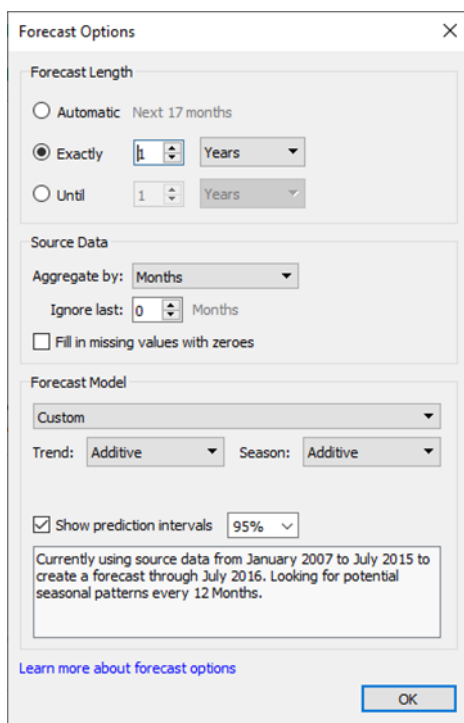 Forecast Options
Forecast Length
Automatic Next 17 months
Exactly 1 Years
Until 1 Years
Source Data
Aggregate by: Months
Ignore last: 0 Months
Fill in missing values with zeroes
Forecast Model
Custom
Trend: Additive Season: Additive
Show prediction intervals 95%
Currently using source data from January 2007 to July 2015 to
create a forecast through July 2016. Looking for potential
seasonal patterns every 12 Months.
Learn more about forecast options
OK